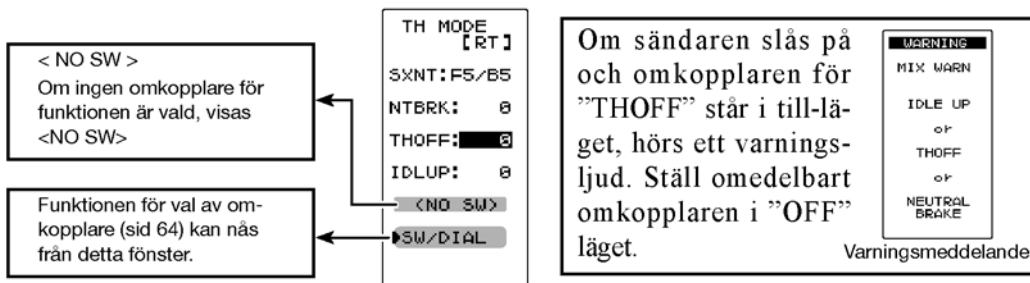 < NO SW >
Om ingen omkopplare för
funktionen är vald, visas
<NO SW>
Funktionen för val av om-
kopplare (sid 64) kan nås
från detta fönster.
TH MODE
[RT]
SXNT:F5/B5
NTBRK: 0
THOFF: 0
IDLUP: 0
<NO SW>
▶SW/DIAL
Om sändaren slås på
och omkopplaren för
”THOFF” står i till-lä-
get, hörs ett varnings-
ljud. Ställ omedelbart
omkopplaren i ”OFF”
läget.
WARNING
MIX WARN
IDLE UP
or
THOFF
or
NEUTRAL
BRAKE
Varningsmeddelande